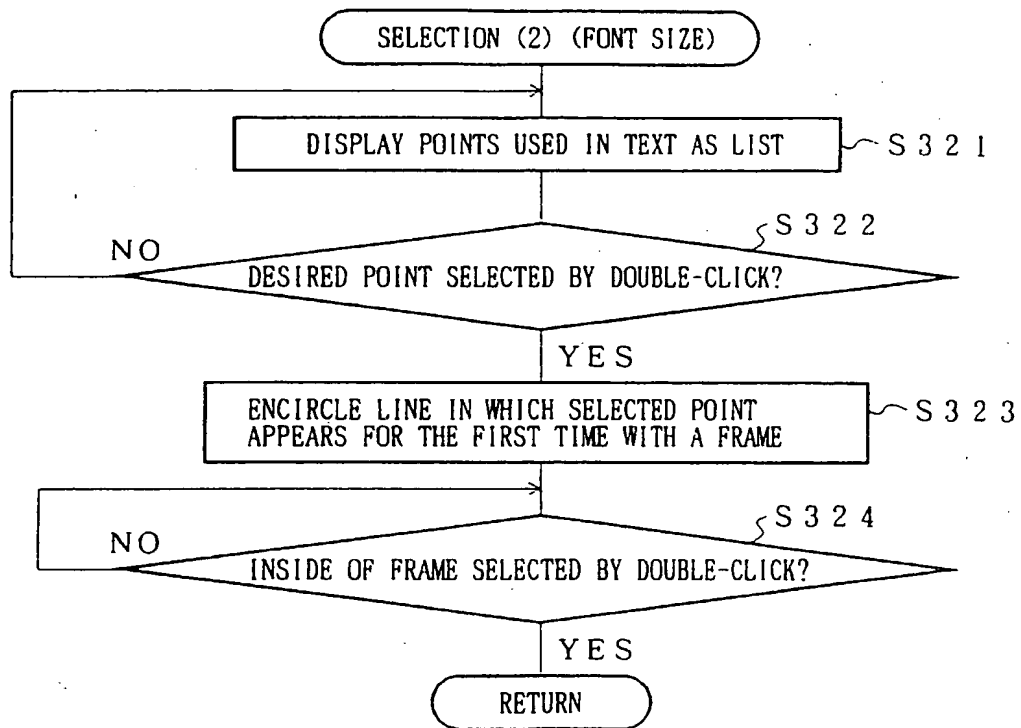 SELECTION (2) (FONT SIZE)
DISPLAY POINTS USED IN TEXT AS LIST
S321
S322
NO
DESIRED POINT SELECTED BY DOUBLE-CLICK?
YES
ENCIRCLE LINE IN WHICH SELECTED POINT
APPEARS FOR THE FIRST TIME WITH A FRAME
S323
S324
NO
INSIDE OF FRAME SELECTED BY DOUBLE-CLICK?
YES
RETURN